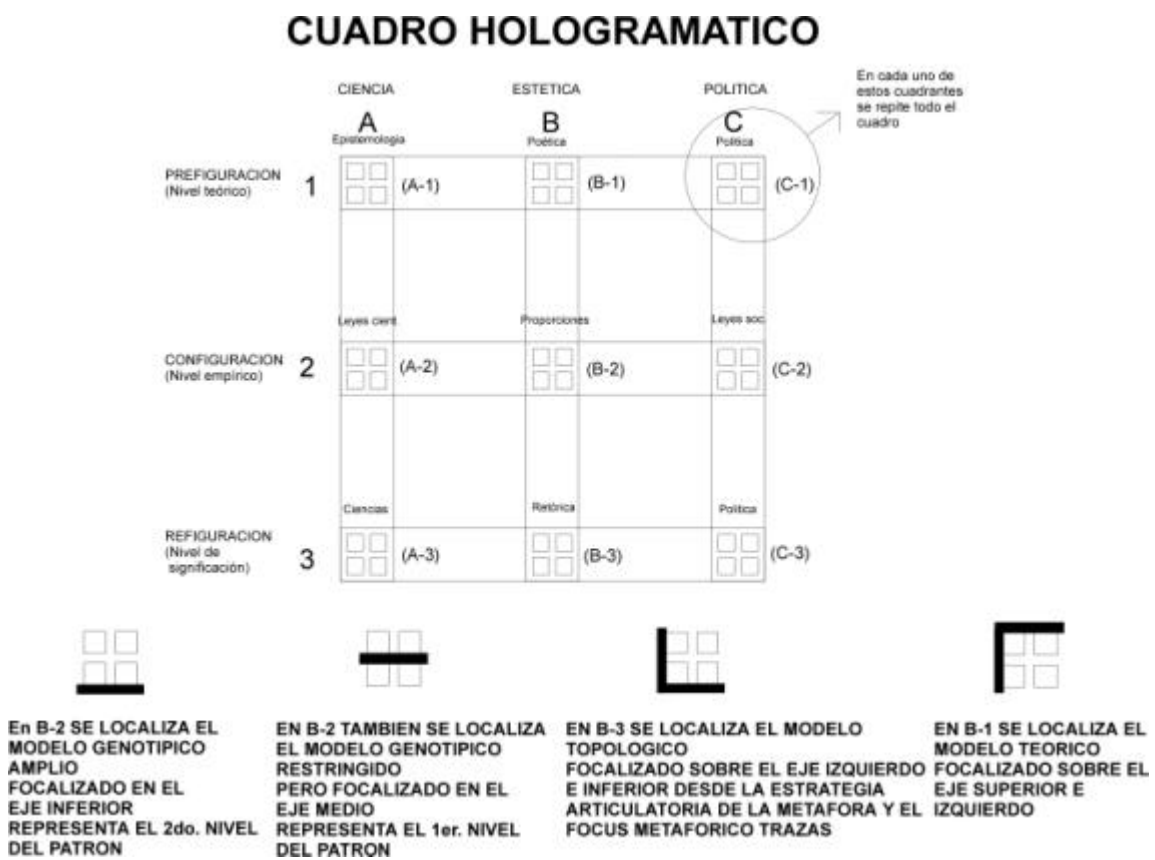 CUADRO HOLOGRAMATICO
CIENCIA
ESTETICA
POLITICA
En cada uno de
estos cuadrantes
se repite todo el
cuadro
A
B
C
Epistemologia
Poética
Política
PREFIGURACION
(Nivel teórico)
1
(A-1)
(B-1)
(C-1)
Leyes cient.
Proporciones
Leyes soc.
CONFIGURACION
(Nivel empírico)
2
(A-2)
(B-2)
(C-2)
Ciencias
Retórica
Política
REFIGURACION
(Nivel de
significación)
3
(A-3)
(B-3)
(C-3)
En B-2 SE LOCALIZA EL
MODELO GENOTIPICO
AMPLIO
FOCALIZADO EN EL
EJE INFERIOR
REPRESENTA EL 2do. NIVEL
DEL PATRON
EN B-2 TAMBIEN SE LOCALIZA
EL MODELO GENOTIPICO
RESTRINGIDO
PERO FOCALIZADO EN EL
EJE MEDIO
REPRESENTA EL 1er. NIVEL
DEL PATRON
EN B-3 SE LOCALIZA EL MODELO
TOPOLOGICO
FOCALIZADO SOBRE EL EJE IZQUIERDO
E INFERIOR DESDE LA ESTRATEGIA
ARTICULATORIA DE LA METAFORA Y EL
FOCUS METAFORICO TRAZAS
EN B-1 SE LOCALIZA EL
MODELO TEORICO
FOCALIZADO SOBRE EL
EJE SUPERIOR E
IZQUIERDO